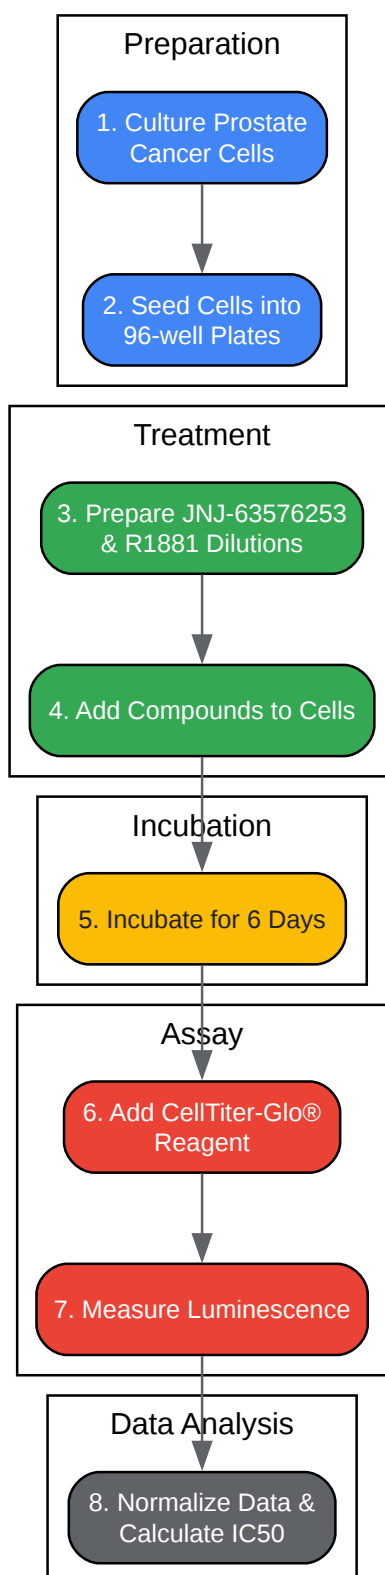 Preparation
1. Culture Prostate
Cancer Cells
2. Seed Cells into
96-well Plates
Treatment
3. Prepare JNJ-63576253
& R1881 Dilutions
4. Add Compounds to Cells
Incubation
5. Incubate for 6 Days
Assay
6. Add CellTiter-Glo®
Reagent
7. Measure Luminescence
Data Analysis
8. Normalize Data &
Calculate IC50